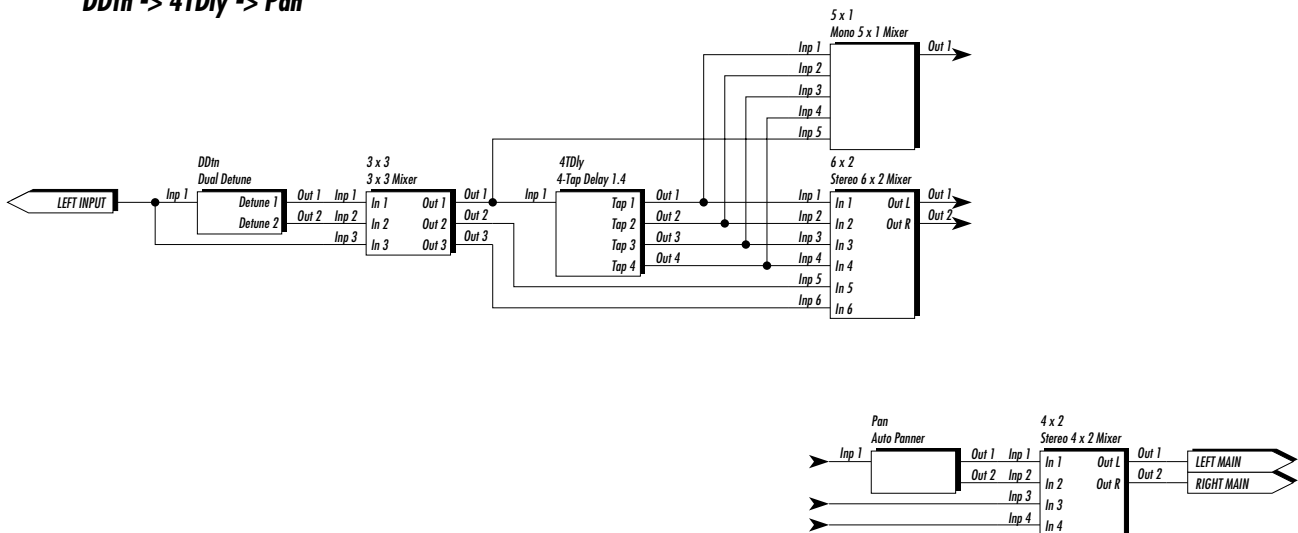 DDtn -> 4TDly -> Pan
5 x 1
Mono 5 x 1 Mixer
Inp 1
Out 1
Inp 2
Inp 3
Inp 4
Inp 5
DDtn
Dual Detune
3 x 3
3 x 3 Mixer
4TDly
4-Tap Delay 1.4
6 x 2
Stereo 6 x 2 Mixer
LEFT INPUT
Inp 1
Detune 1
Out 1
Inp 1
In 1
Out 1
Out 1
Inp 1
Tap 1
Out 1
Inp 1
In 1
Out L
Out 1
Detune 2
Out 2
Inp 2
In 2
Out 2
Out 2
Tap 2
Out 2
Inp 2
In 2
Out R
Out 2
Inp 3
In 3
Out 3
Out 3
Tap 3
Out 3
Inp 3
In 3
Tap 4
Out 4
Inp 4
In 4
Inp 5
In 5
Inp 6
In 6
Pan
Auto Panner
4 x 2
Stereo 4 x 2 Mixer
Inp 1
Out 1
Inp 1
In 1
Out L
Out 1
LEFT MAIN
Out 2
Inp 2
In 2
Out R
Out 2
RIGHT MAIN
Inp 3
In 3
Inp 4
In 4